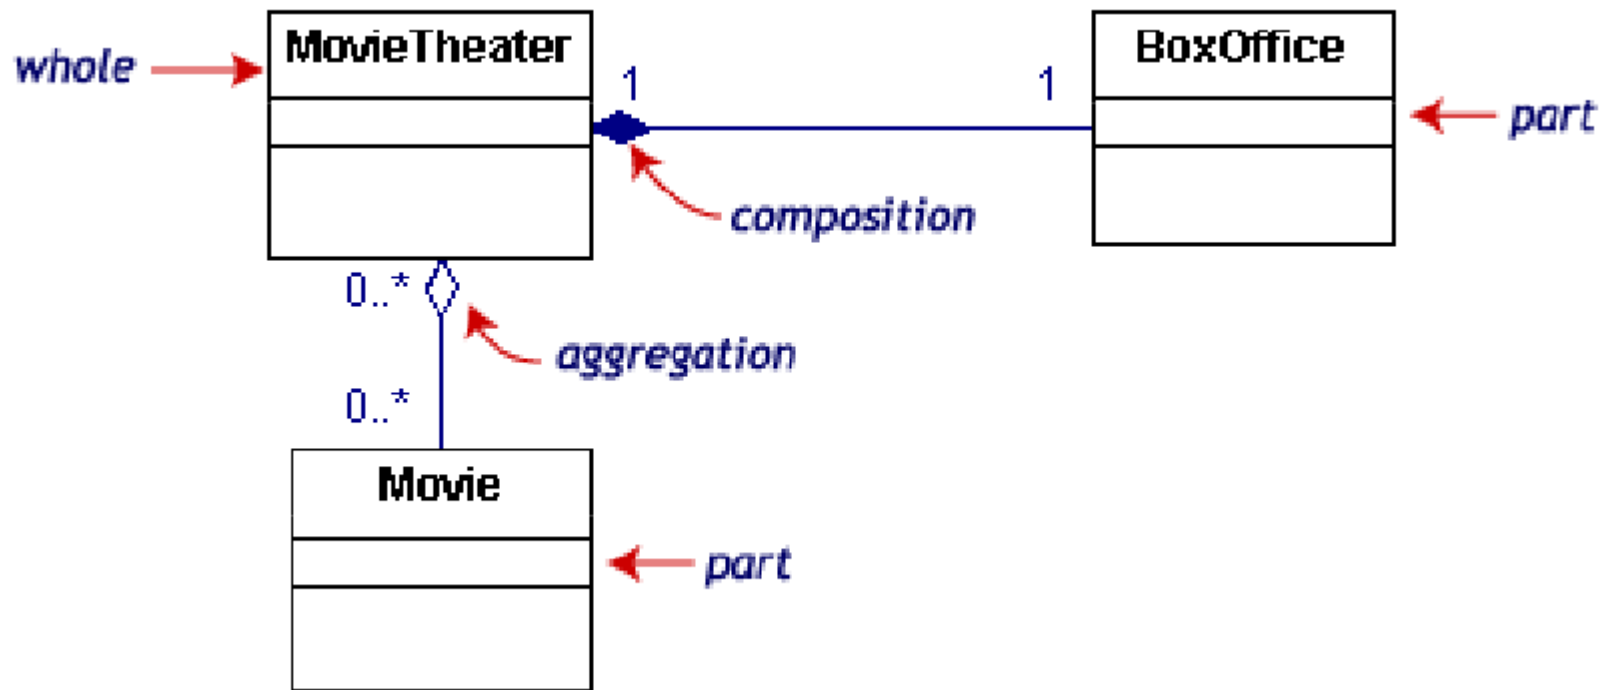 MovieTheater
BoxOffice
whole
1
1
part
composition
0..*
aggregation
0..*
Movie
part